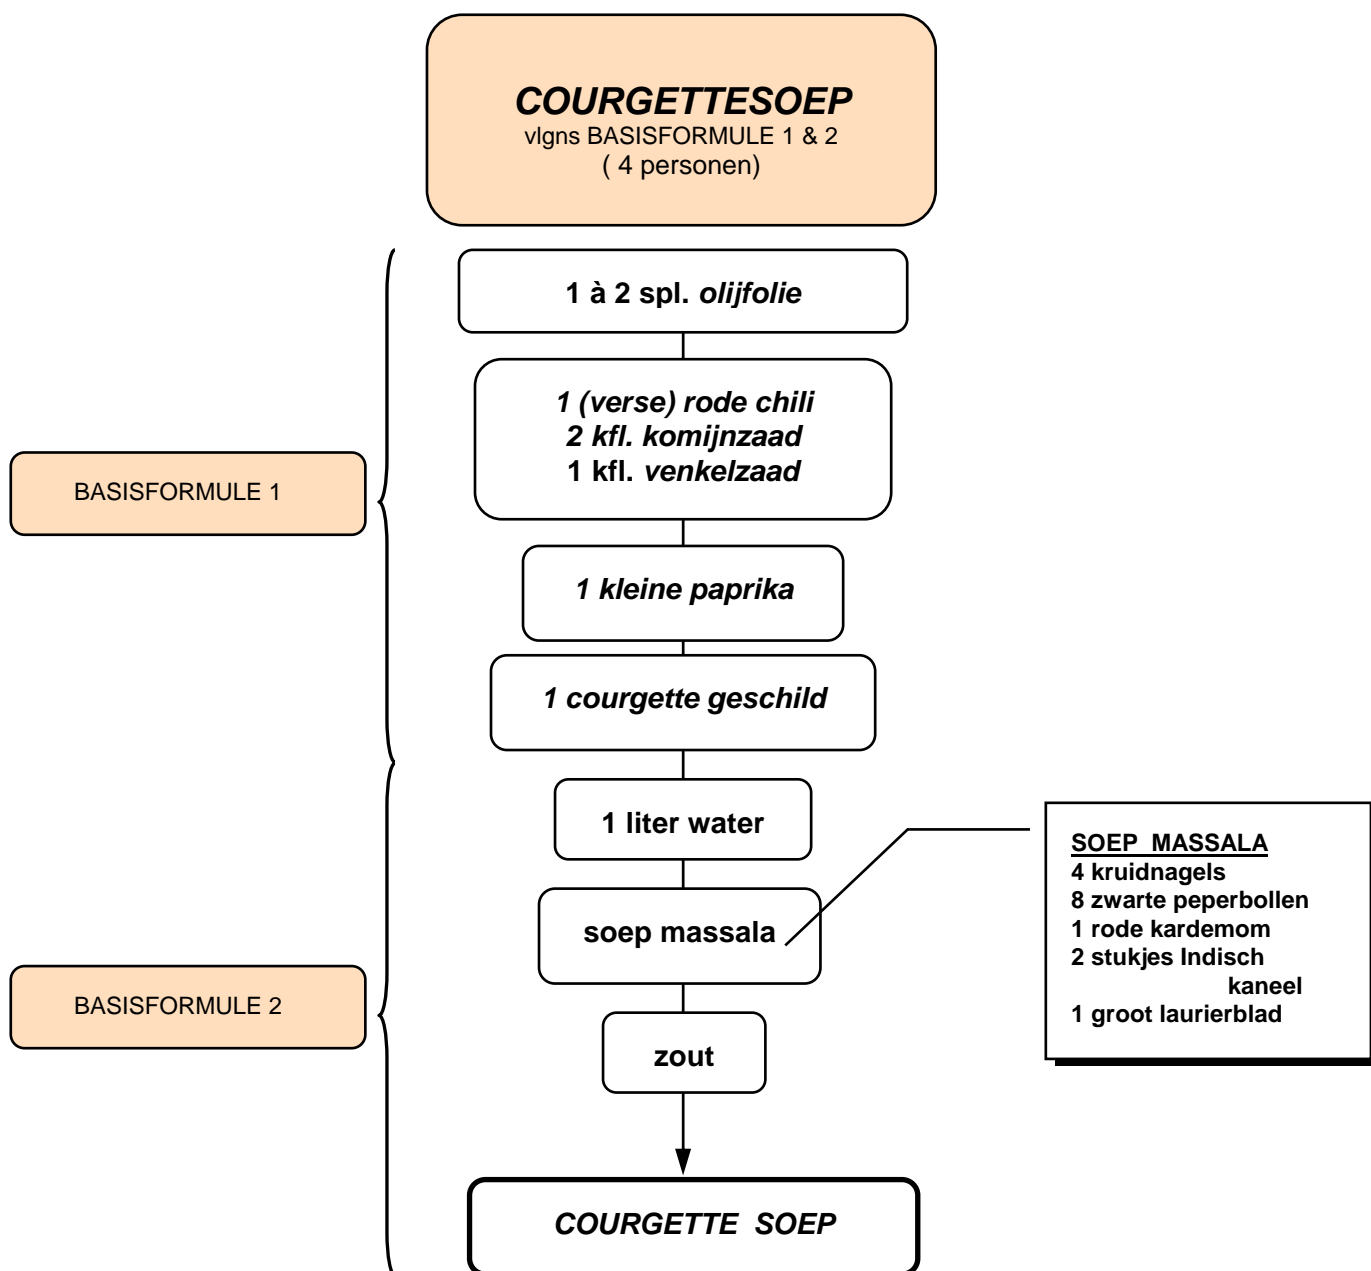 COURGETTESOEP
vlgns BASISFORMULE 1 & 2
( 4 personen)
1 à 2 spl. olijfolie
1 (verse) rode chili
2 kfl. komijnzaad
1 kfl. venkelzaad
BASISFORMULE 1
1 kleine paprika
1 courgette geschild
1 liter water
soep massala
SOEP MASSALA
4 kruidnagels
8 zwarte peperbollen
1 rode kardemom
2 stukjes Indisch
kaneel
1 groot laurierblad
BASISFORMULE 2
zout
COURGETTE SOEP